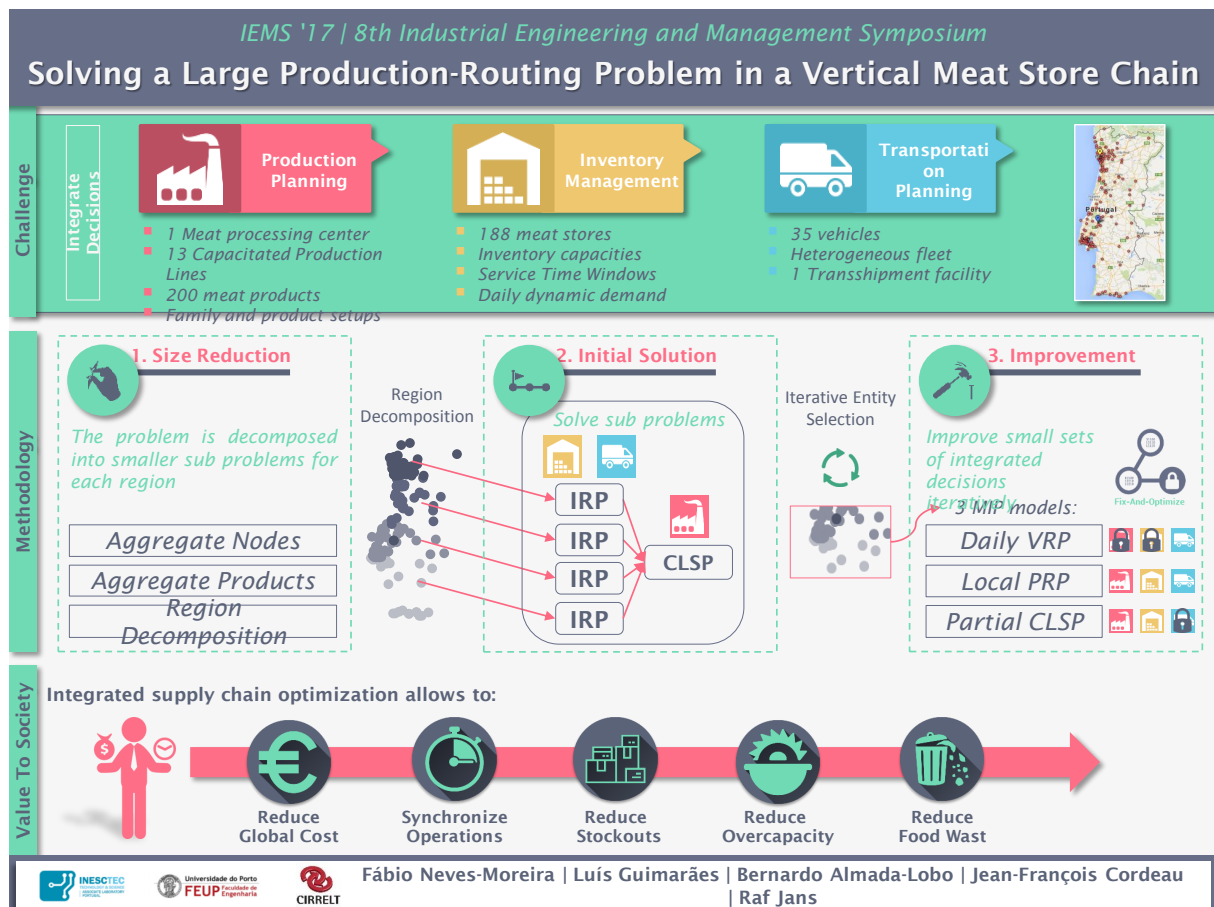 IEMS '17 | 8th Industrial Engineering and Management Symposium
Solving a Large Production-Routing Problem in a Vertical Meat Store Chain
Challenge
Integrate
Decisions
Production
Planning
1 Meat processing center
13 Capacitated Production
Lines
200 meat products
Family and product setups
Inventory
Management
188 meat stores
Inventory capacities
Service Time Windows
Daily dynamic demand
Transportati
on
Planning
35 vehicles
Heterogeneous fleet
1 Transshipment facility
Portugal
Methodology
1. Size Reduction
The problem is decomposed
into smaller sub problems for
each region
Aggregate Nodes
Aggregate Products
Region
Decomposition
Region
Decomposition
2. Initial Solution
Solve sub problems
IRP
IRP
IRP
IRP
CLSP
Iterative Entity
Selection
3. Improvement
Improve small sets
of integrated
decisions
iteratively
Fix-And-Optimize
3 MIP models:
Daily VRP
Local PRP
Partial CLSP
Value To Society
Integrated supply chain optimization allows to:
Reduce
Global Cost
Synchronize
Operations
Reduce
Stockouts
Reduce
Overcapacity
Reduce
Food Wast
INESCTEC
TECHNOLOGY & SCIENCE
ASSOCIATE LABORATORY
PORTUGAL
Universidade do Porto
FEUP Faculdade de
Engenharia
CIRRELT
Fábio Neves-Moreira | Luís Guimarães | Bernardo Almada-Lobo | Jean-François Cordeau
| Raf Jans